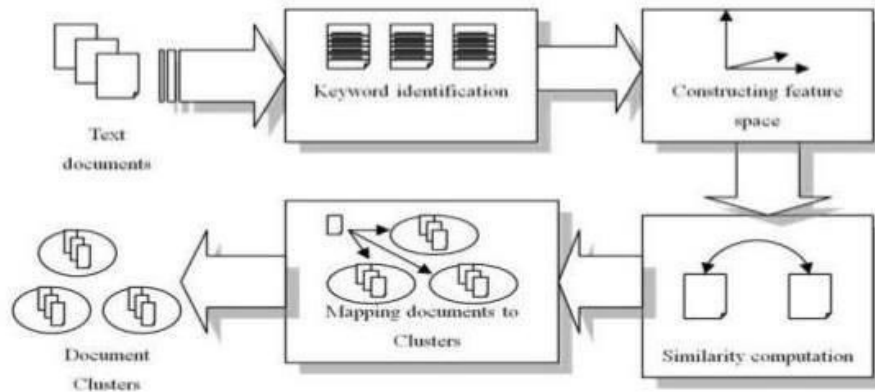 Text
documents
Keyword identification
Constructing feature
space
Similarity computation
Mapping documents to
Clusters
Document
Clusters